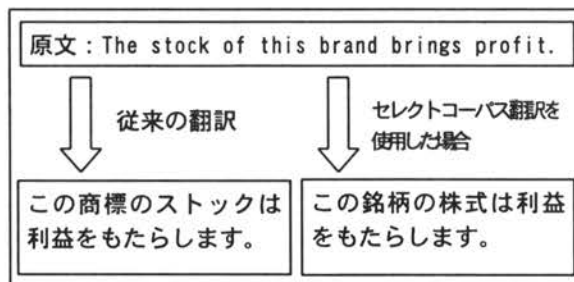 原文：The stock of this brand brings profit.
従来の翻訳
セレクトコーパス翻訳を
使用した場合
この商標のストックは
利益をもたらします。
この銘柄の株式は利益
をもたらします。